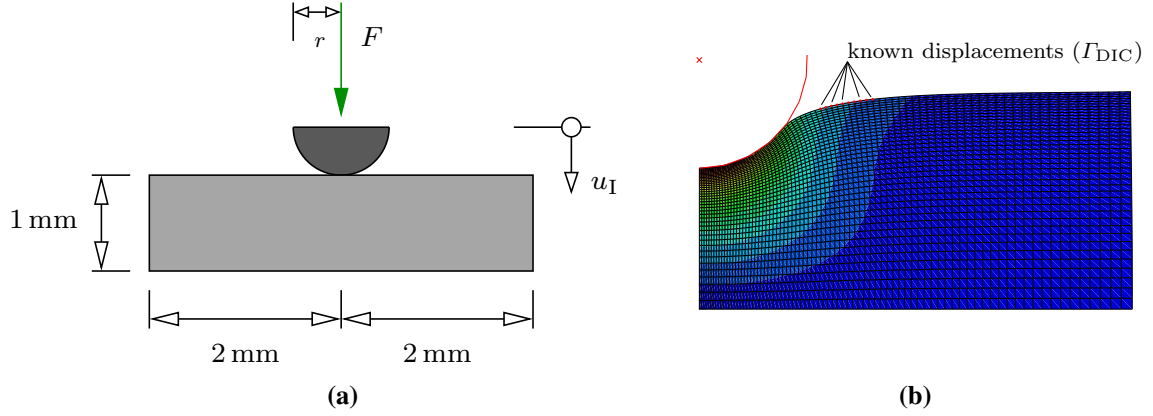 r
F
known displacements (Γ_DIC)
u_I
1 mm
2 mm
2 mm
(a)
(b)